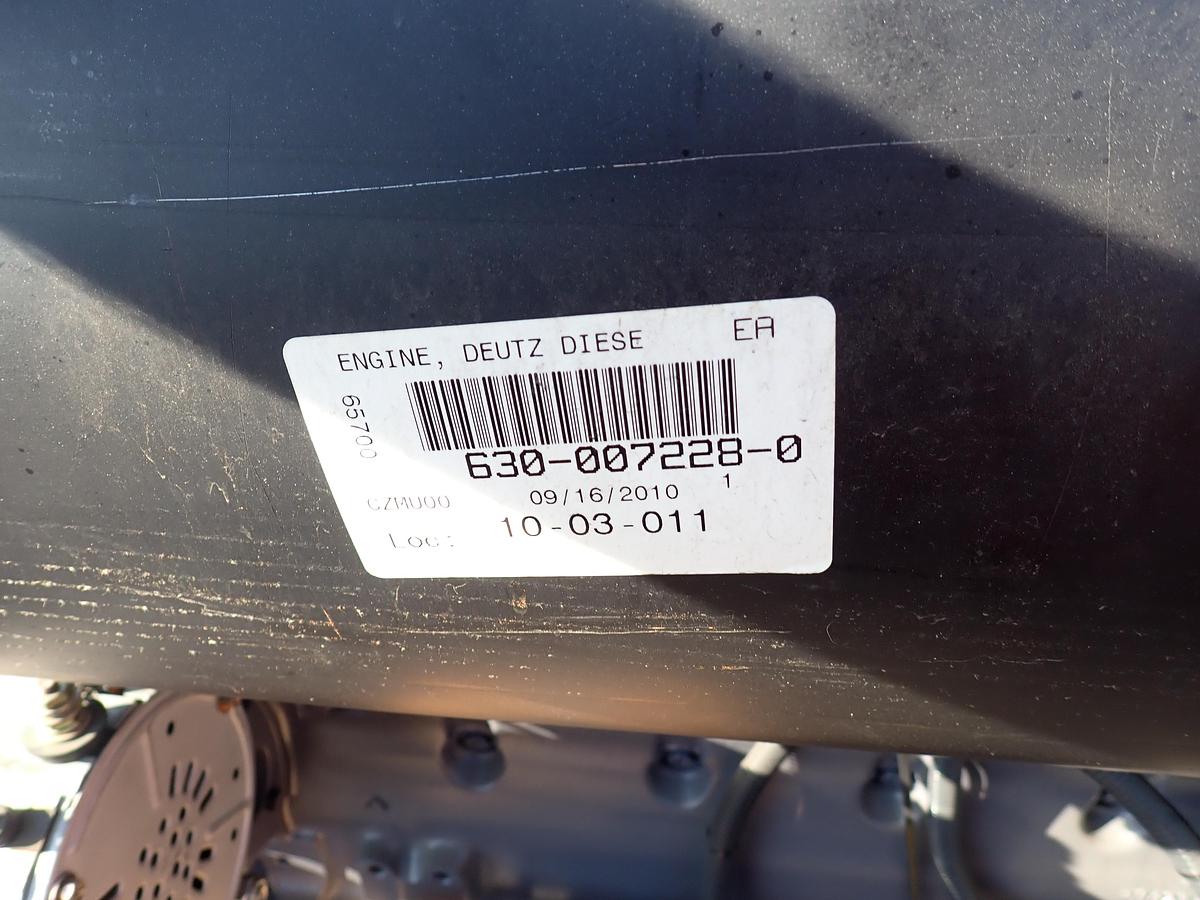 ENGINE, DEUTZ DIESE EA
65700
630-007228-0
CZMU00 09/16/2010 1
Loc: 10-03-011